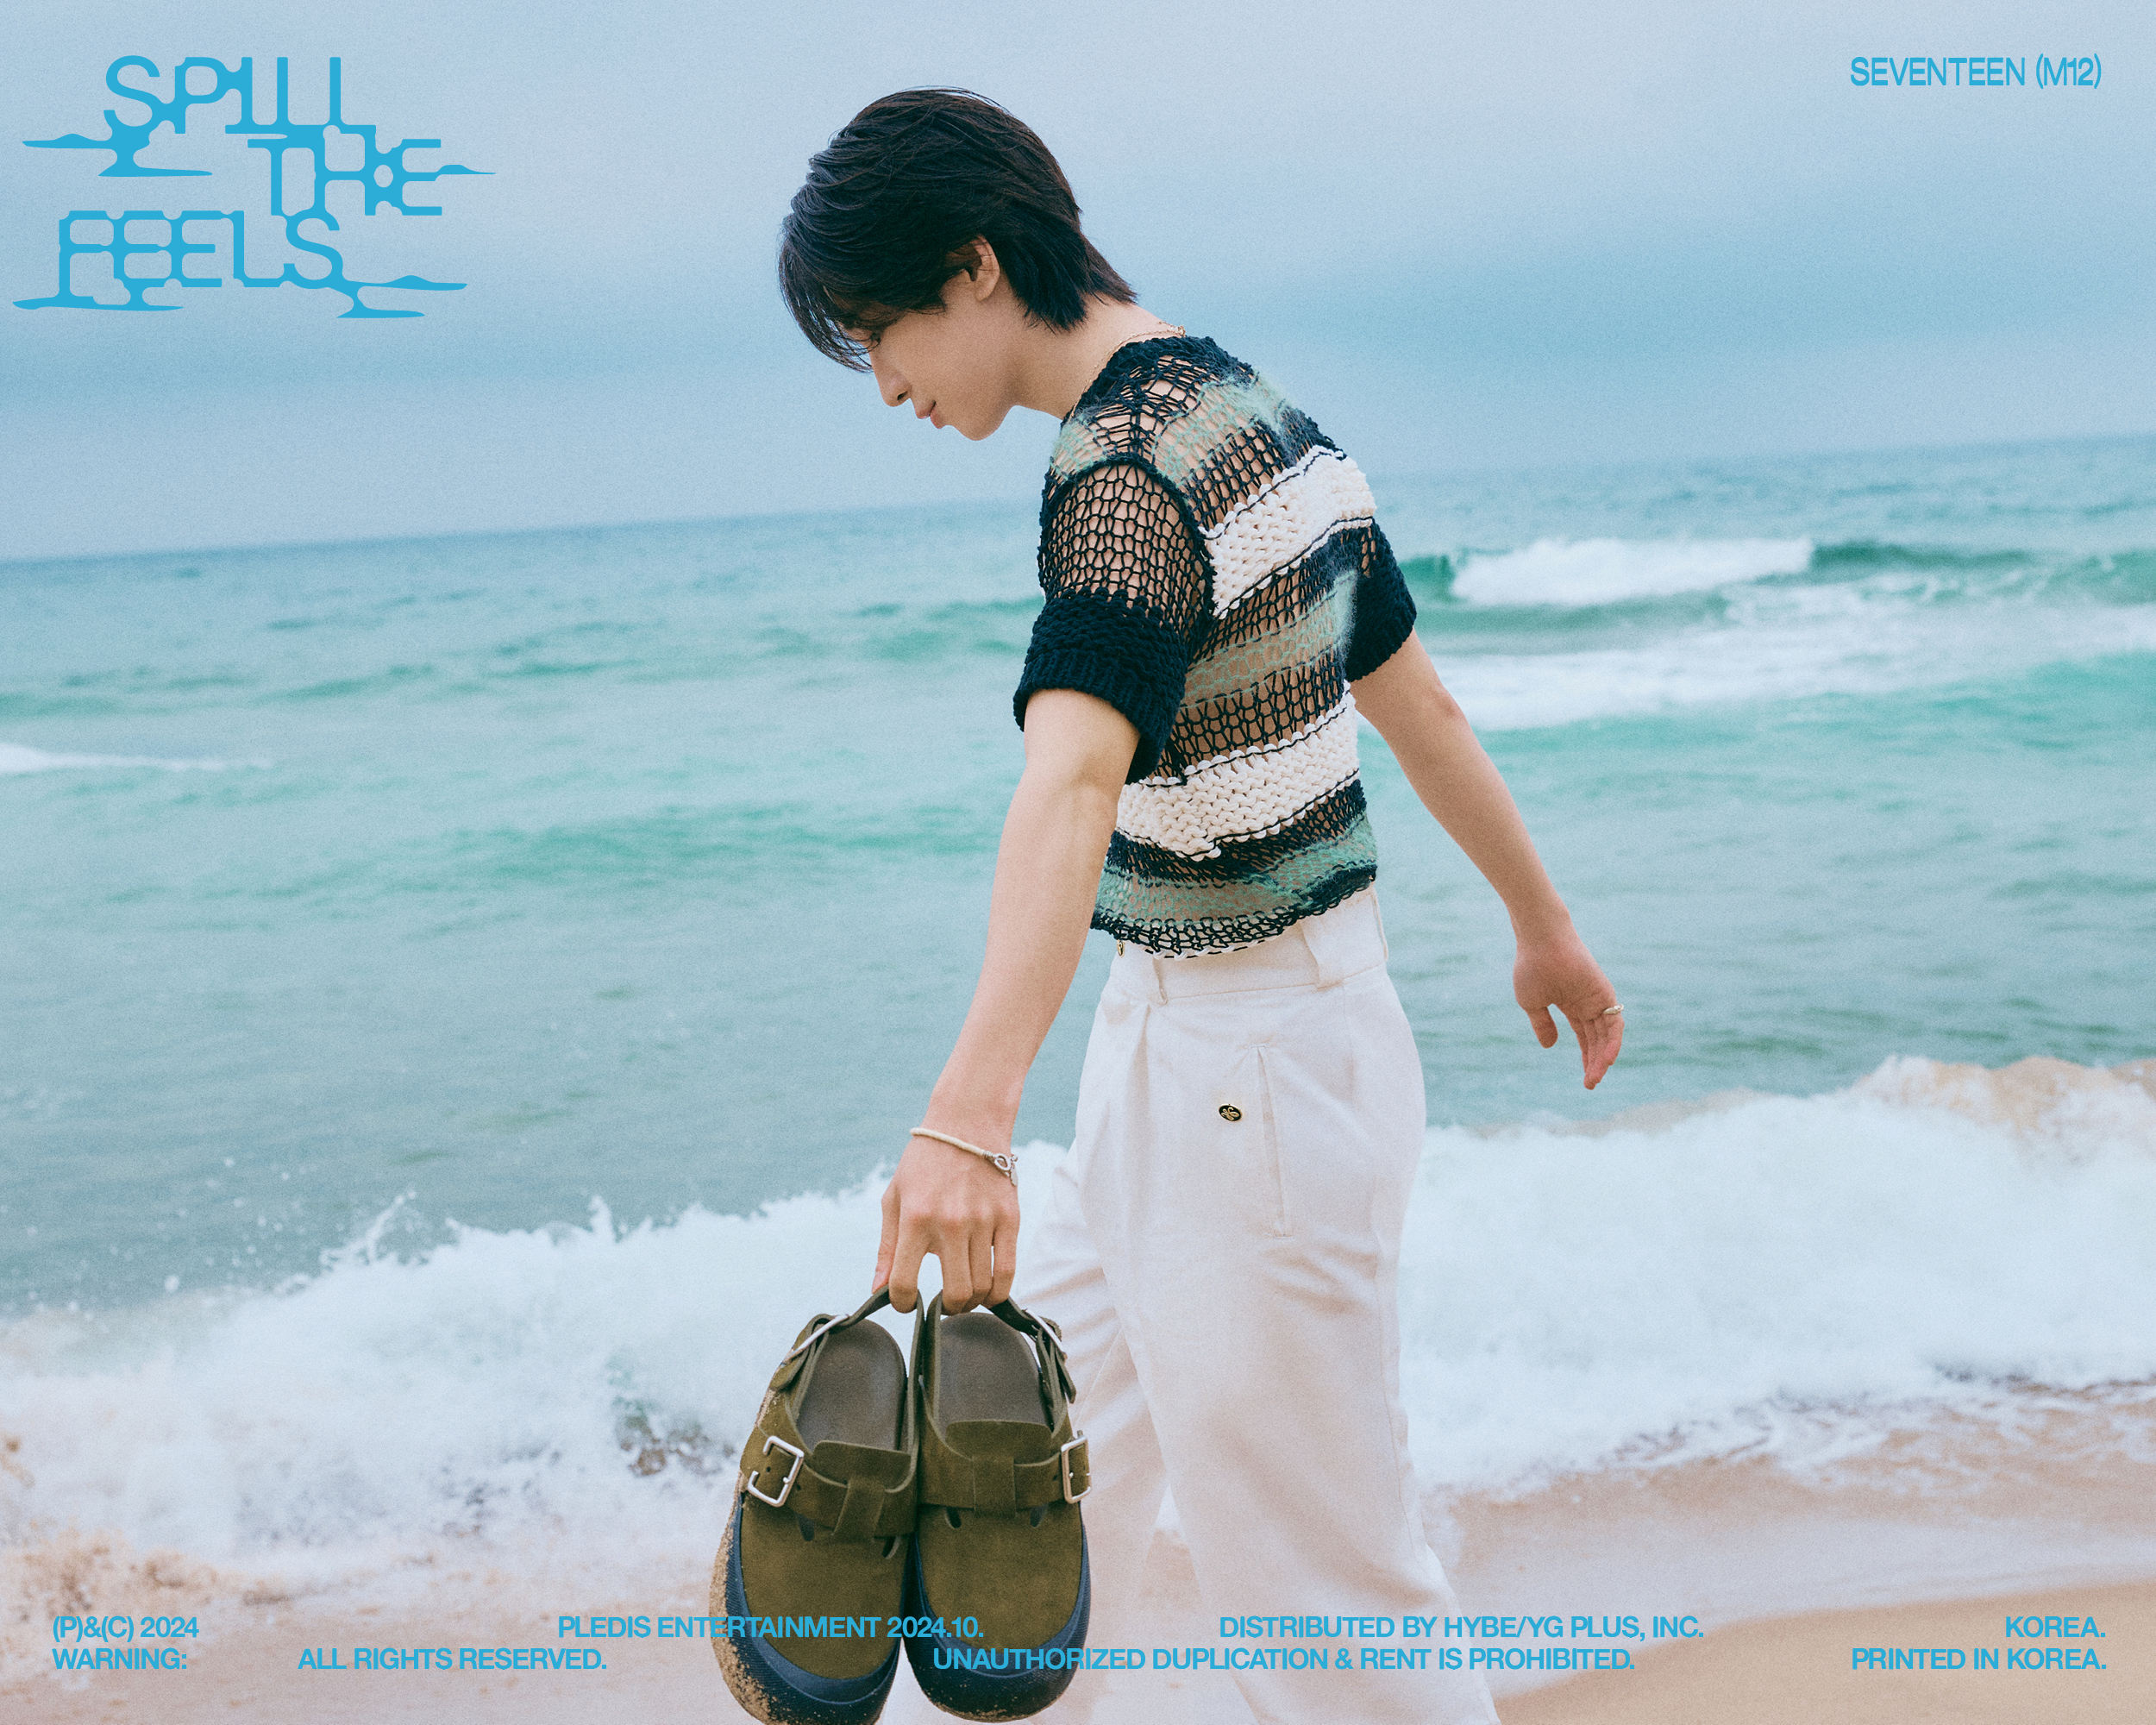 SPILL
THE
FEELS
SEVENTEEN (M12)
(P)&(C) 2024 PLEDIS ENTERTAINMENT 2024.10. DISTRIBUTED BY HYBE/YG PLUS, INC. KOREA.
WARNING: ALL RIGHTS RESERVED. UNAUTHORIZED DUPLICATION & RENT IS PROHIBITED. PRINTED IN KOREA.